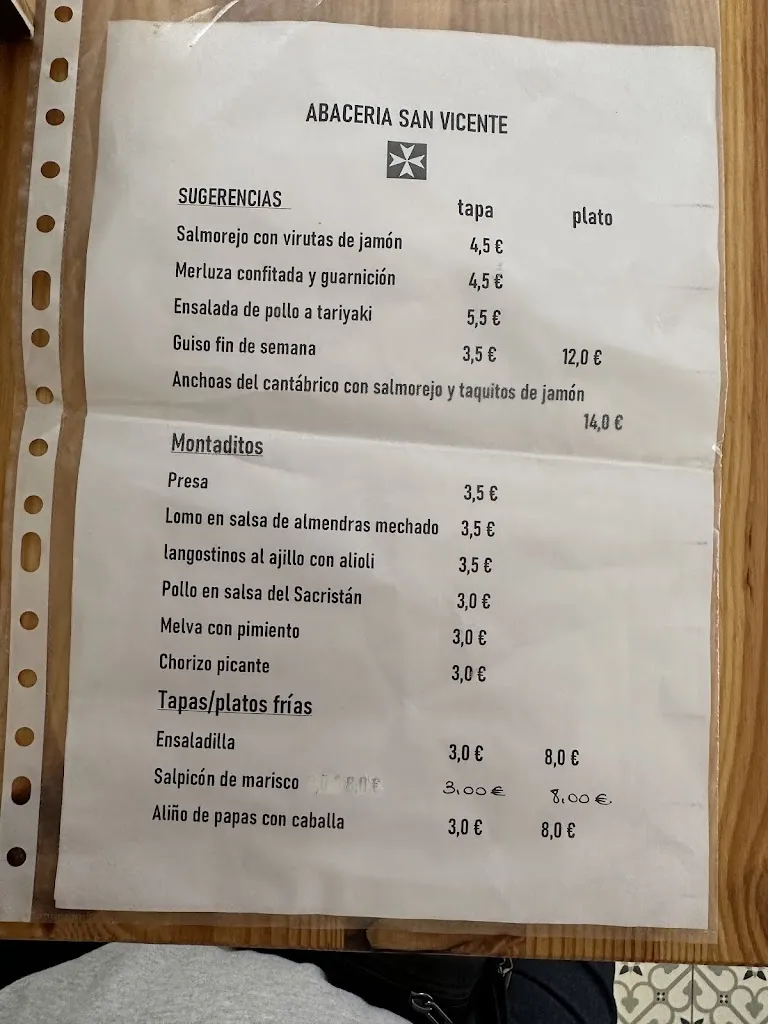 ABACERIA SAN VICENTE
SUGERENCIAS tapa plato
Salmorejo con virutas de jamón 4,5 €
Merluza confitada y guarnición 4,5 €
Ensalada de pollo a tariyaki 5,5 €
Guiso fin de semana 3,5 € 12,0 €
Anchoas del cantábrico con salmorejo y taquitos de jamón
14,0 €
Montaditos
Presa 3,5 €
Lomo en salsa de almendras mechado 3,5 €
langostinos al ajillo con alioli 3,5 €
Pollo en salsa del Sacristán 3,0 €
Melva con pimiento 3,0 €
Chorizo picante 3,0 €
Tapas/platos frías
Ensaladilla 3,0 € 8,0 €
Salpicón de marisco 3,00 € 8,00 €
Aliño de papas con caballa 3,0 € 8,0 €